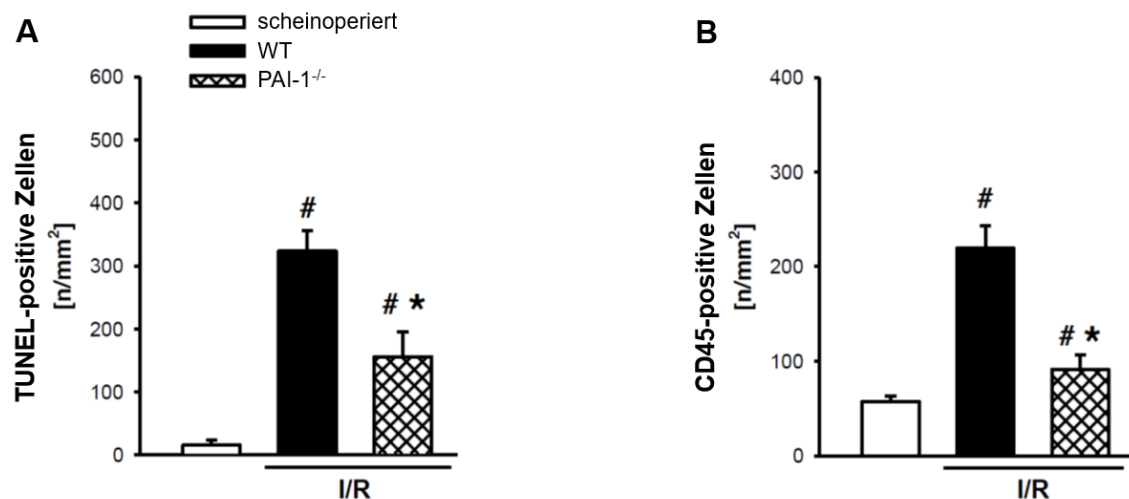 A
scheinoperiert
WT
PAI-1-/-
TUNEL-positive Zellen
[n/mm2]
600
500
400
300
200
100
0
#
# *
I/R
B
CD45-positive Zellen
[n/mm2]
400
300
200
100
0
#
# *
I/R